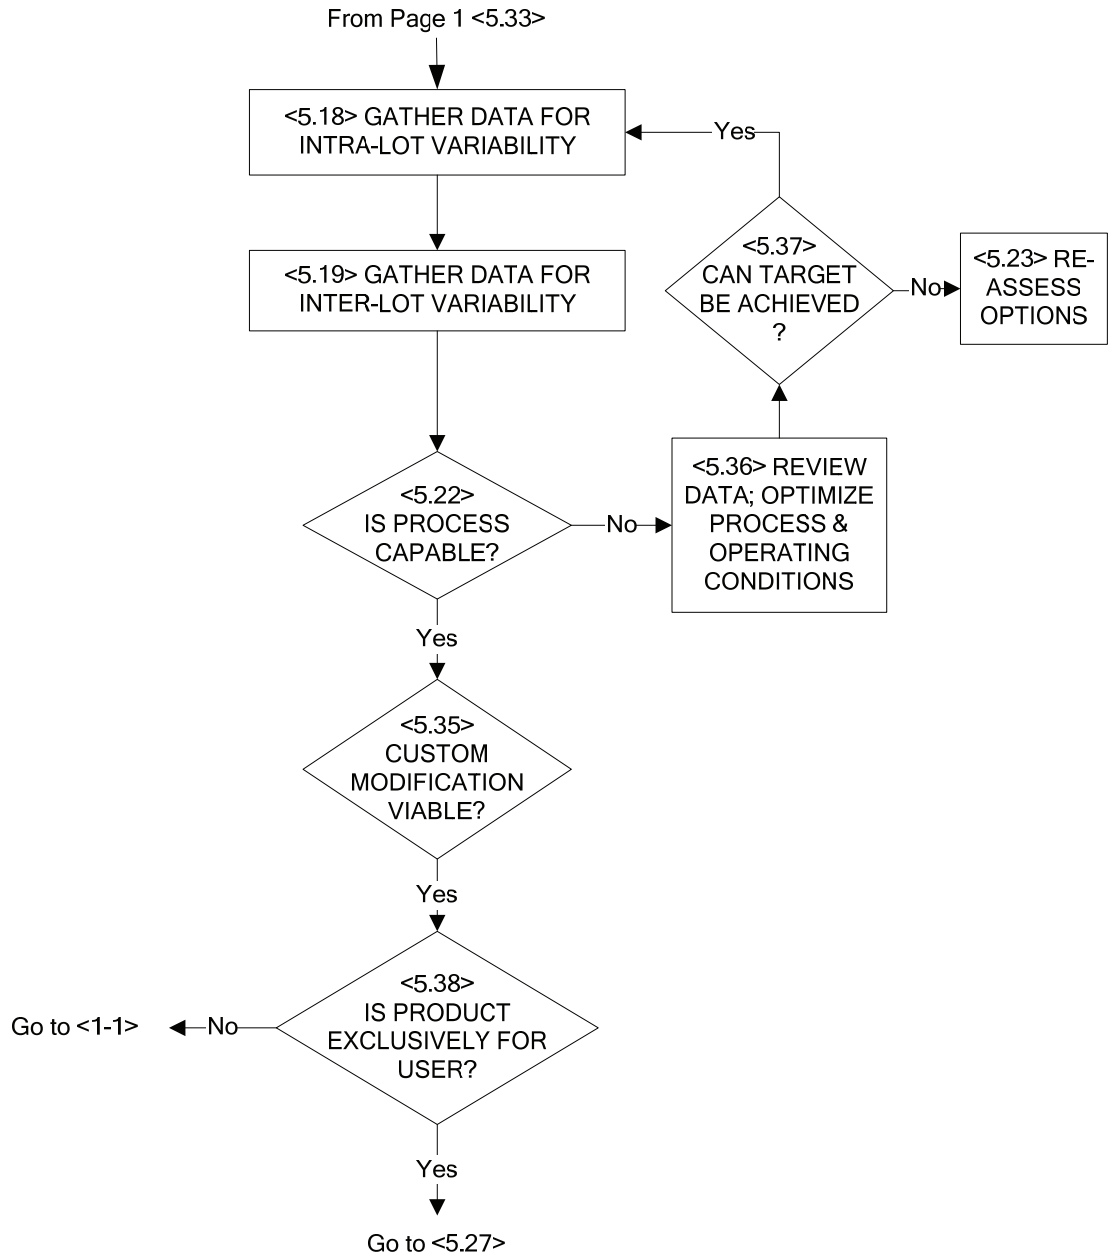 From Page 1 <5.33>
<5.18> GATHER DATA FOR
INTRA-LOT VARIABILITY
Yes
<5.19> GATHER DATA FOR
INTER-LOT VARIABILITY
<5.37>
CAN TARGET
BE ACHIEVED
?
No
<5.23> RE-
ASSESS
OPTIONS
<5.22>
IS PROCESS
CAPABLE?
No
<5.36> REVIEW
DATA; OPTIMIZE
PROCESS &
OPERATING
CONDITIONS
Yes
<5.35>
CUSTOM
MODIFICATION
VIABLE?
Yes
<5.38>
IS PRODUCT
EXCLUSIVELY FOR
USER?
No
Go to <1-1>
Yes
Go to <5.27>